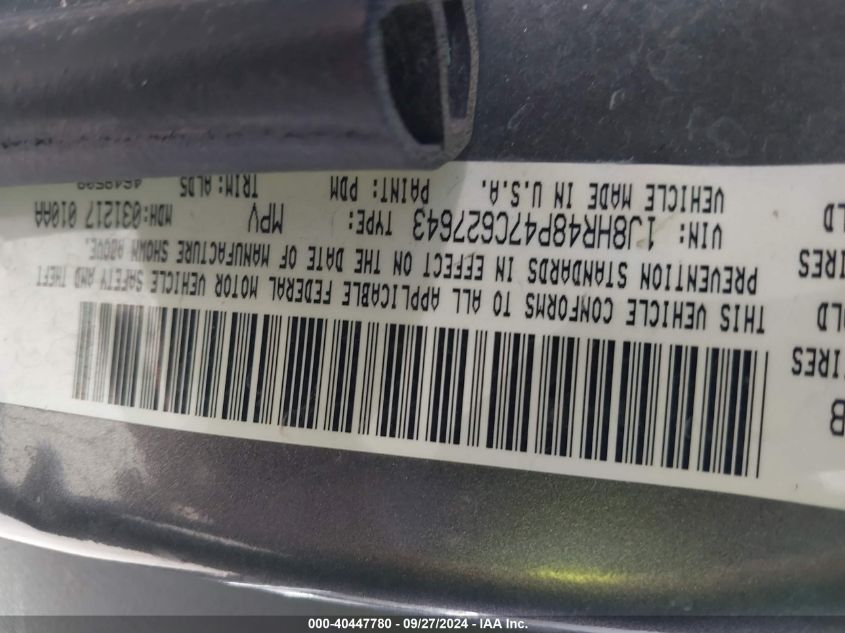 THIS VEHICLE CONFORMS TO ALL APPLICABLE FEDERAL MOTOR VEHICLE SAFETY AND THEFT
PREVENTION STANDARDS IN EFFECT ON THE DATE OF MANUFACTURE SHOWN ABOVE.
VIN: 1J8HR48P47C627643 TYPE: MPV MDH:031217 010AA
VEHICLE MADE IN U.S.A. PAINT: PDM TRIM: ALDS
B
000-40447780 - 09/27/2024 - IAA Inc.